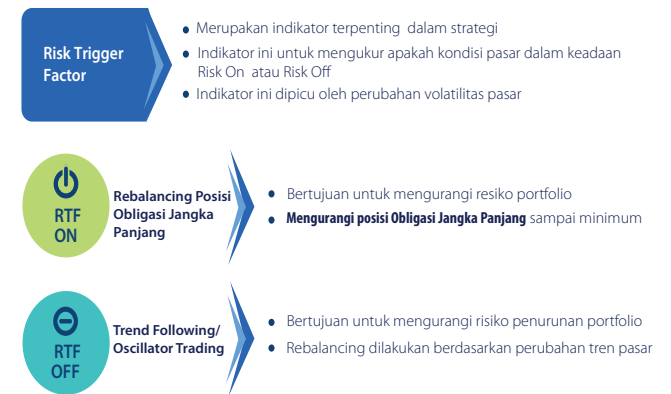 Risk Trigger
Factor
Merupakan indikator terpenting dalam strategi
Indikator ini untuk mengukur apakah kondisi pasar dalam keadaan
Risk On atau Risk Off
Indikator ini dipicu oleh perubahan volatilitas pasar
RTF
ON
Rebalancing Posisi
Obligasi Jangka
Panjang
Bertujuan untuk mengurangi resiko portfolio
Mengurangi posisi Obligasi Jangka Panjang sampai minimum
RTF
OFF
Trend Following/
Oscillator Trading
Bertujuan untuk mengurangi risiko penurunan portfolio
Rebalancing dilakukan berdasarkan perubahan tren pasar